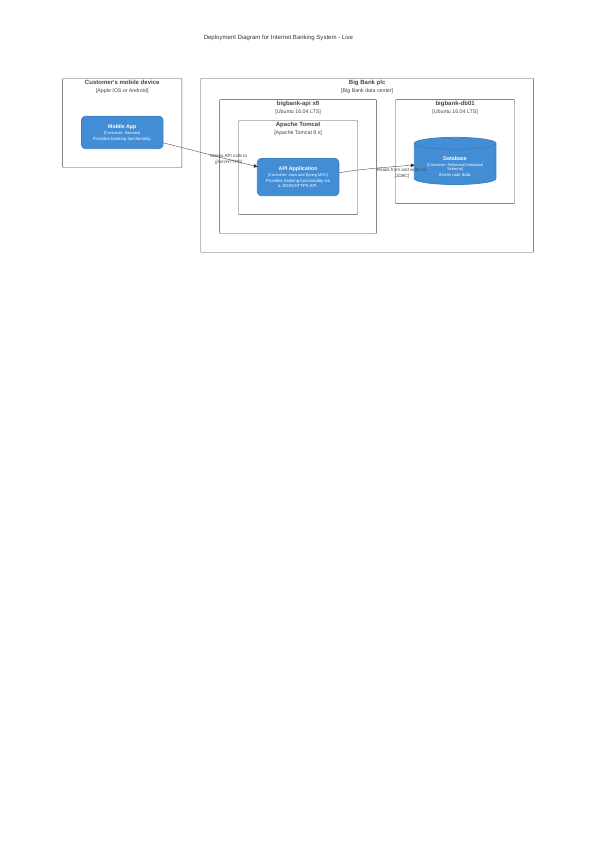 Deployment Diagram for Internet Banking System - Live
Customer's mobile device
[Apple IOS or Android]
Mobile App
[Container: Xamarin]
Provides banking functionality.
Big Bank plc
[Big Bank data center]
bigbank-api x8
[Ubuntu 16.04 LTS]
Apache Tomcat
[Apache Tomcat 8.x]
API calls to
API Application
[Container: Java and Spring MVC]
Provides banking functionality via
a JSON/HTTPS API.
Reads from and writes to
[JDBC]
bigbank-db01
[Ubuntu 16.04 LTS]
Database
[Container: Relational Database
Schema]
Stores user data.